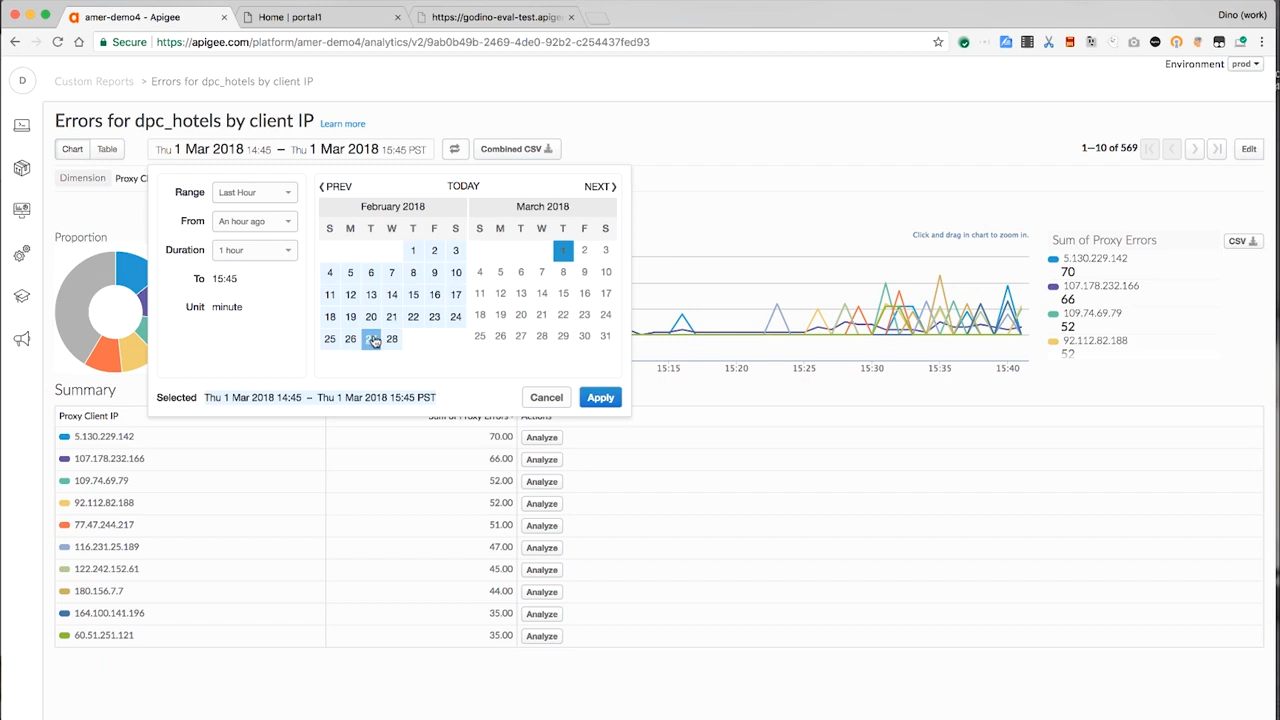 amer-demo4 - Apigee
Home | portal1
https://godino-eval-test.apige
Dino (work)
Secure https://apigee.com/platform/amer-demo4/analytics/v2/9ab0b49b-2469-4de0-92b2-c254437fed93
Environment prod
D
Custom Reports > Errors for dpc_hotels by client IP
Errors for dpc_hotels by client IP Learn more
Chart Table Thu 1 Mar 2018 14:45 – Thu 1 Mar 2018 15:45 PST Combined CSV 1—10 of 569 Edit
Dimension Proxy Cl
Range Last Hour
From An hour ago
Duration 1 hour
To 15:45
Unit minute
PREV TODAY NEXT
February 2018
S M T W T F S
1 2 3
4 5 6 7 8 9 10
11 12 13 14 15 16 17
18 19 20 21 22 23 24
25 26 28
March 2018
S M T W T F S
1 2 3
4 5 6 7 8 9 10
11 12 13 14 15 16 17
18 19 20 21 22 23 24
25 26 27 28 29 30 31
Selected Thu 1 Mar 2018 14:45 – Thu 1 Mar 2018 15:45 PST
Cancel Apply
Proportion
Click and drag in chart to zoom in.
15:15 15:20 15:25 15:30 15:35 15:40
Sum of Proxy Errors CSV
5.130.229.142
70
107.178.232.166
66
109.74.69.79
52
92.112.82.188
52
Summary
Proxy Client IP Sum of Proxy Errors Actions
5.130.229.142 70.00 Analyze
107.178.232.166 66.00 Analyze
109.74.69.79 52.00 Analyze
92.112.82.188 52.00 Analyze
77.47.244.217 51.00 Analyze
116.231.25.189 47.00 Analyze
122.242.152.61 45.00 Analyze
180.156.7.7 44.00 Analyze
164.100.141.196 35.00 Analyze
60.51.251.121 35.00 Analyze